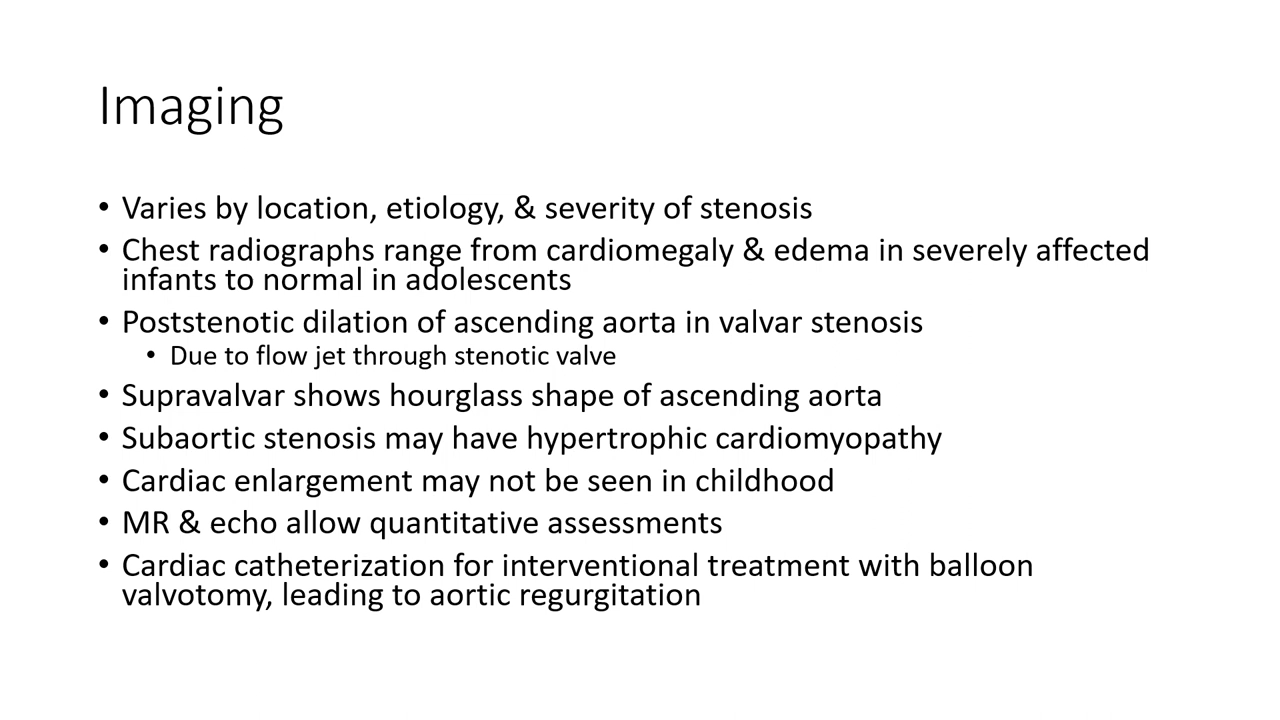 Imaging
• Varies by location, etiology, & severity of stenosis
• Chest radiographs range from cardiomegaly & edema in severely affected
infants to normal in adolescents
• Poststenotic dilation of ascending aorta in valvar stenosis
• Due to flow jet through stenotic valve
• Supravalvar shows hourglass shape of ascending aorta
• Subaortic stenosis may have hypertrophic cardiomyopathy
• Cardiac enlargement may not be seen in childhood
• MR & echo allow quantitative assessments
• Cardiac catheterization for interventional treatment with balloon
valvotomy, leading to aortic regurgitation